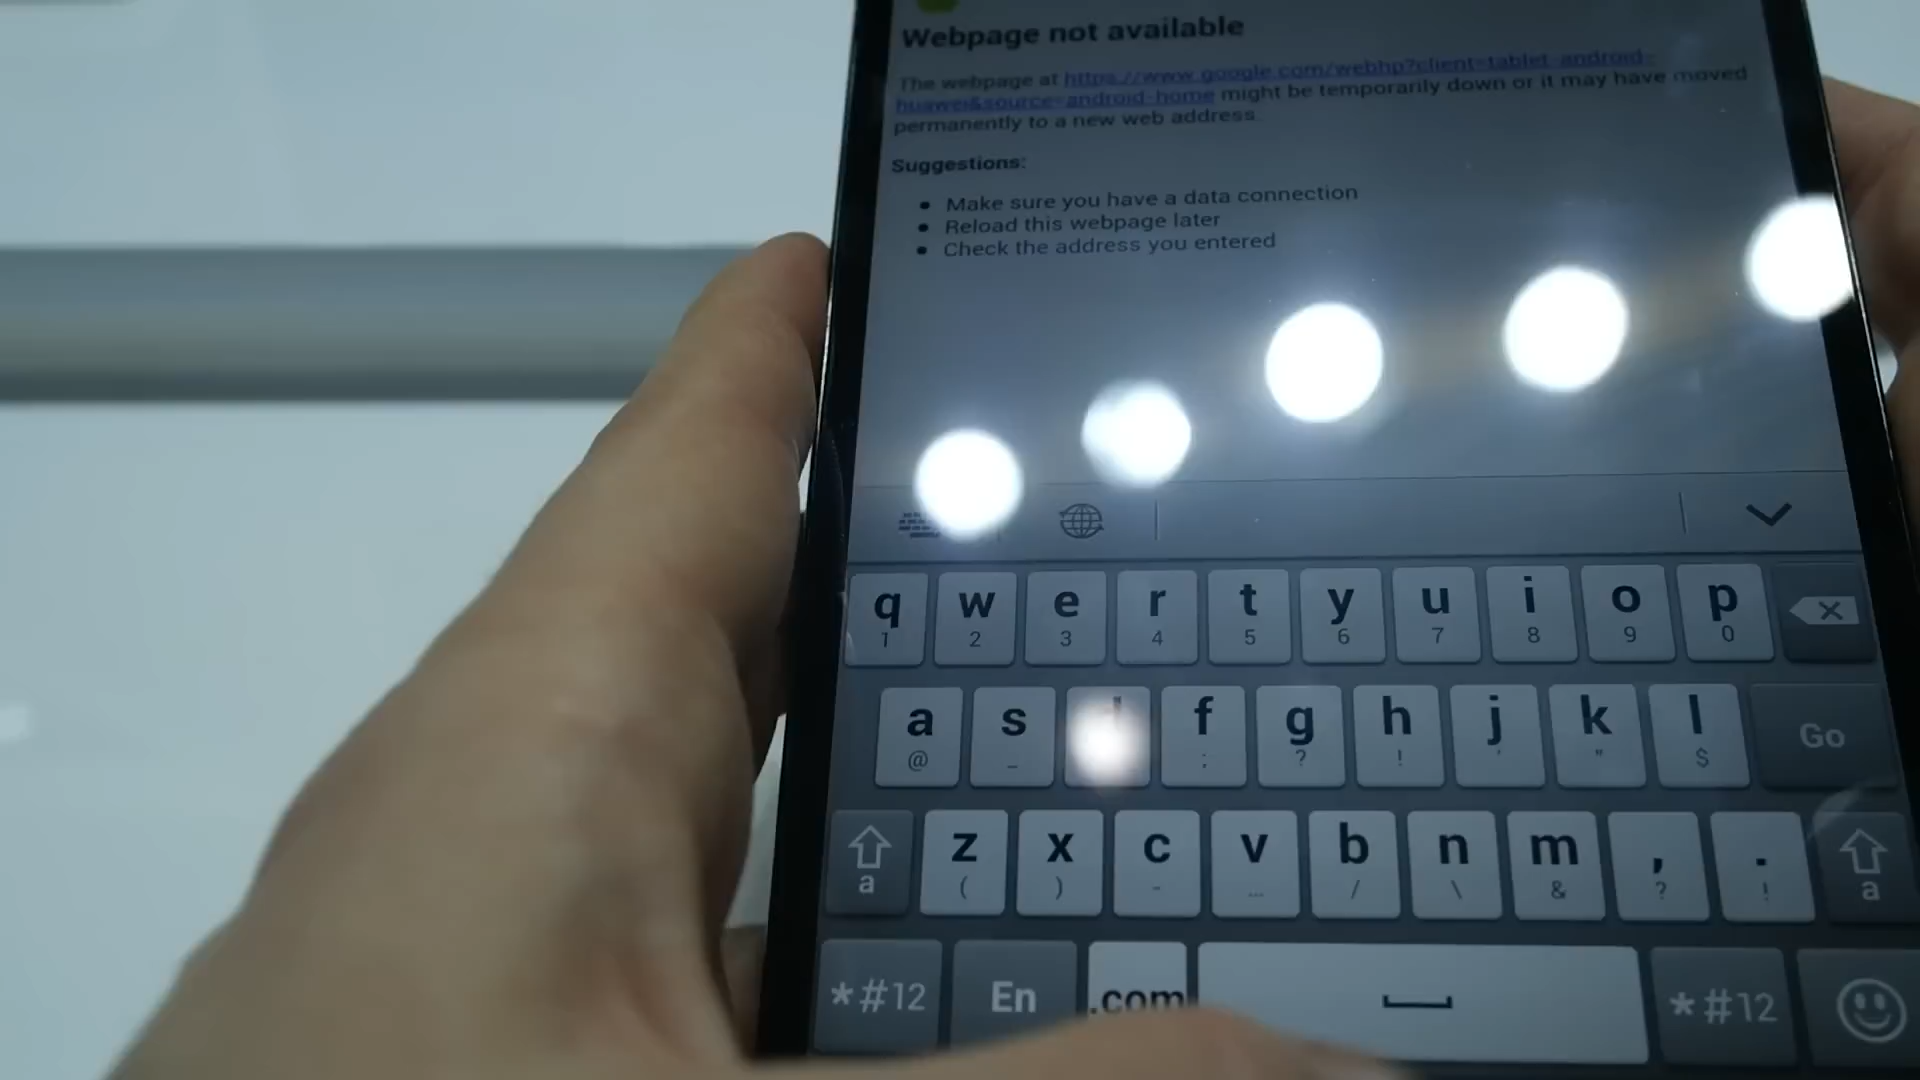 Webpage not available
The webpage at https://www.google.com/webhp?client=tablet-android-
huawei&source=android-home might be temporarily down or it may have moved
permanently to a new web address.
Suggestions:
Make sure you have a data connection
Reload this webpage later
Check the address you entered
q w e r t y u i o p
1 2 3 4 5 6 7 8 9 0
a s f g h j k l Go
@ _ : ? ! ' " $
z x c v b n m , .
a ( ) - ... / \ & ? ! a
*#12 En .com *#12